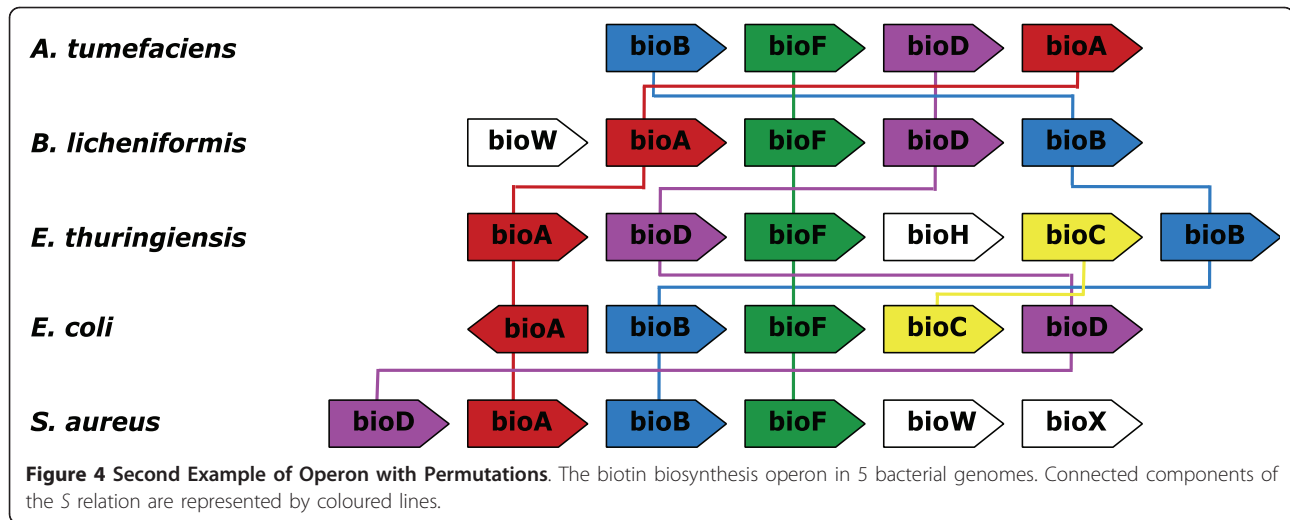 A. tumefaciens bioB bioF bioD bioA
B. licheniformis bioW bioA bioF bioD bioB
E. thuringiensis bioA bioD bioF bioH bioC bioB
E. coli bioA bioB bioF bioC bioD
S. aureus bioD bioA bioB bioF bioW bioX
Figure 4 Second Example of Operon with Permutations. The biotin biosynthesis operon in 5 bacterial genomes. Connected components of
the S relation are represented by coloured lines.